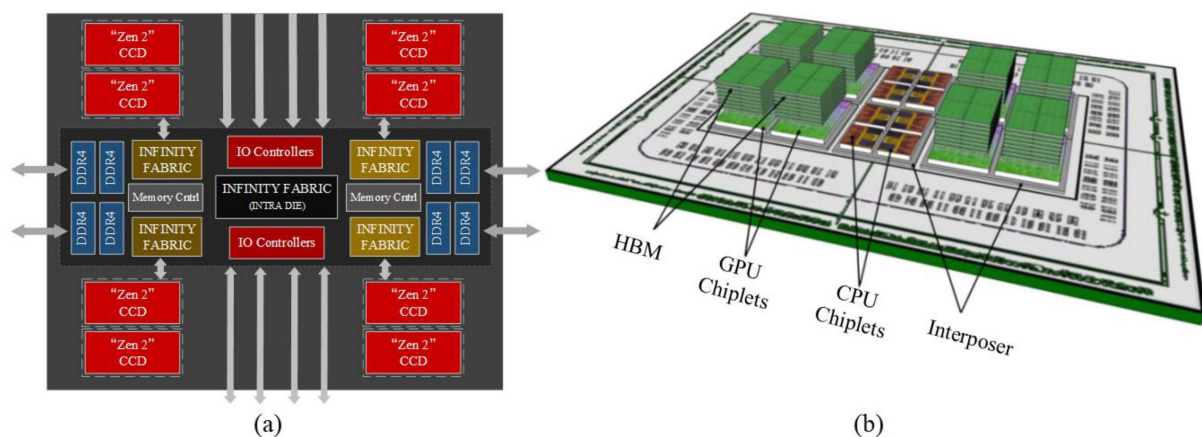 “Zen 2” CCD
“Zen 2” CCD
“Zen 2” CCD
“Zen 2” CCD
DDR4
DDR4
INFINITY
FABRIC
IO Controllers
INFINITY
FABRIC
DDR4
DDR4
Memory Cntrl
INFINITY FABRIC
(INTRA DIE)
Memory Cntrl
DDR4
DDR4
INFINITY
FABRIC
IO Controllers
INFINITY
FABRIC
DDR4
DDR4
“Zen 2” CCD
“Zen 2” CCD
“Zen 2” CCD
“Zen 2” CCD
(a)
HBM
GPU
Chiplets
CPU
Chiplets
Interposer
(b)